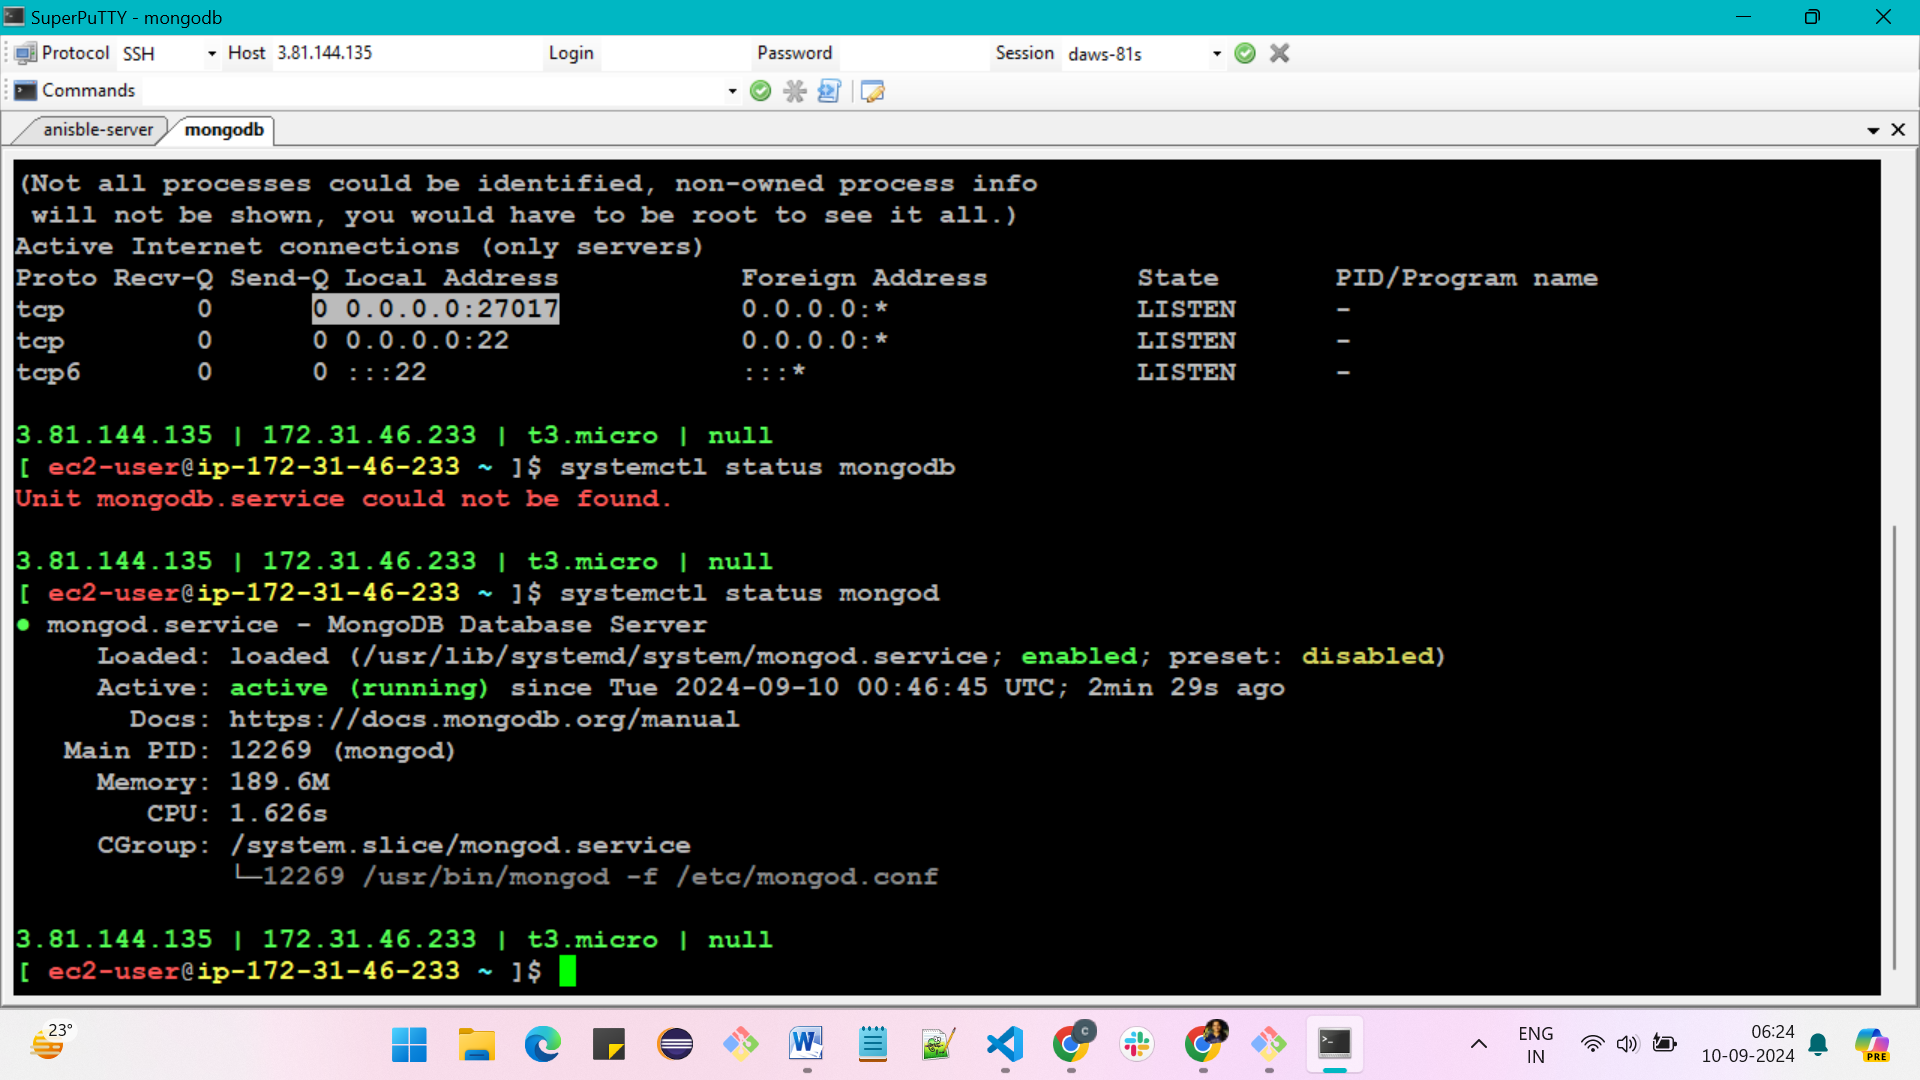 SuperPuTTY - mongodb
Protocol SSH Host 3.81.144.135 Login Password Session daws-81s
Commands
anisble-server mongodb
(Not all processes could be identified, non-owned process info
will not be shown, you would have to be root to see it all.)
Active Internet connections (only servers)
Proto Recv-Q Send-Q Local Address Foreign Address State PID/Program name
tcp 0 0 0.0.0.0:27017 0.0.0.0:* LISTEN -
tcp 0 0 0.0.0.0:22 0.0.0.0:* LISTEN -
tcp6 0 0 :::22 :::* LISTEN -
3.81.144.135 | 172.31.46.233 | t3.micro | null
[ ec2-user@ip-172-31-46-233 ~ ]$ systemctl status mongodb
Unit mongodb.service could not be found.
3.81.144.135 | 172.31.46.233 | t3.micro | null
[ ec2-user@ip-172-31-46-233 ~ ]$ systemctl status mongod
● mongod.service - MongoDB Database Server
Loaded: loaded (/usr/lib/systemd/system/mongod.service; enabled; preset: disabled)
Active: active (running) since Tue 2024-09-10 00:46:45 UTC; 2min 29s ago
Docs: https://docs.mongodb.org/manual
Main PID: 12269 (mongod)
Memory: 189.6M
CPU: 1.626s
CGroup: /system.slice/mongod.service
└─12269 /usr/bin/mongod -f /etc/mongod.conf
3.81.144.135 | 172.31.46.233 | t3.micro | null
[ ec2-user@ip-172-31-46-233 ~ ]$
23°
ENG
IN
06:24
10-09-2024
PRE